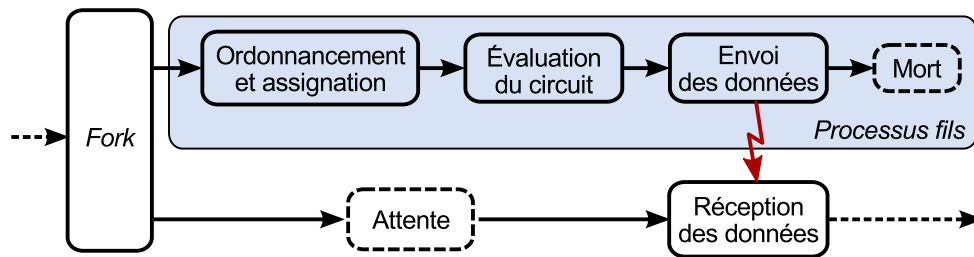 Fork
Ordonnancement
et assignation
Évaluation
du circuit
Envoi
des données
Mort
Processus fils
Attente
Réception
des données